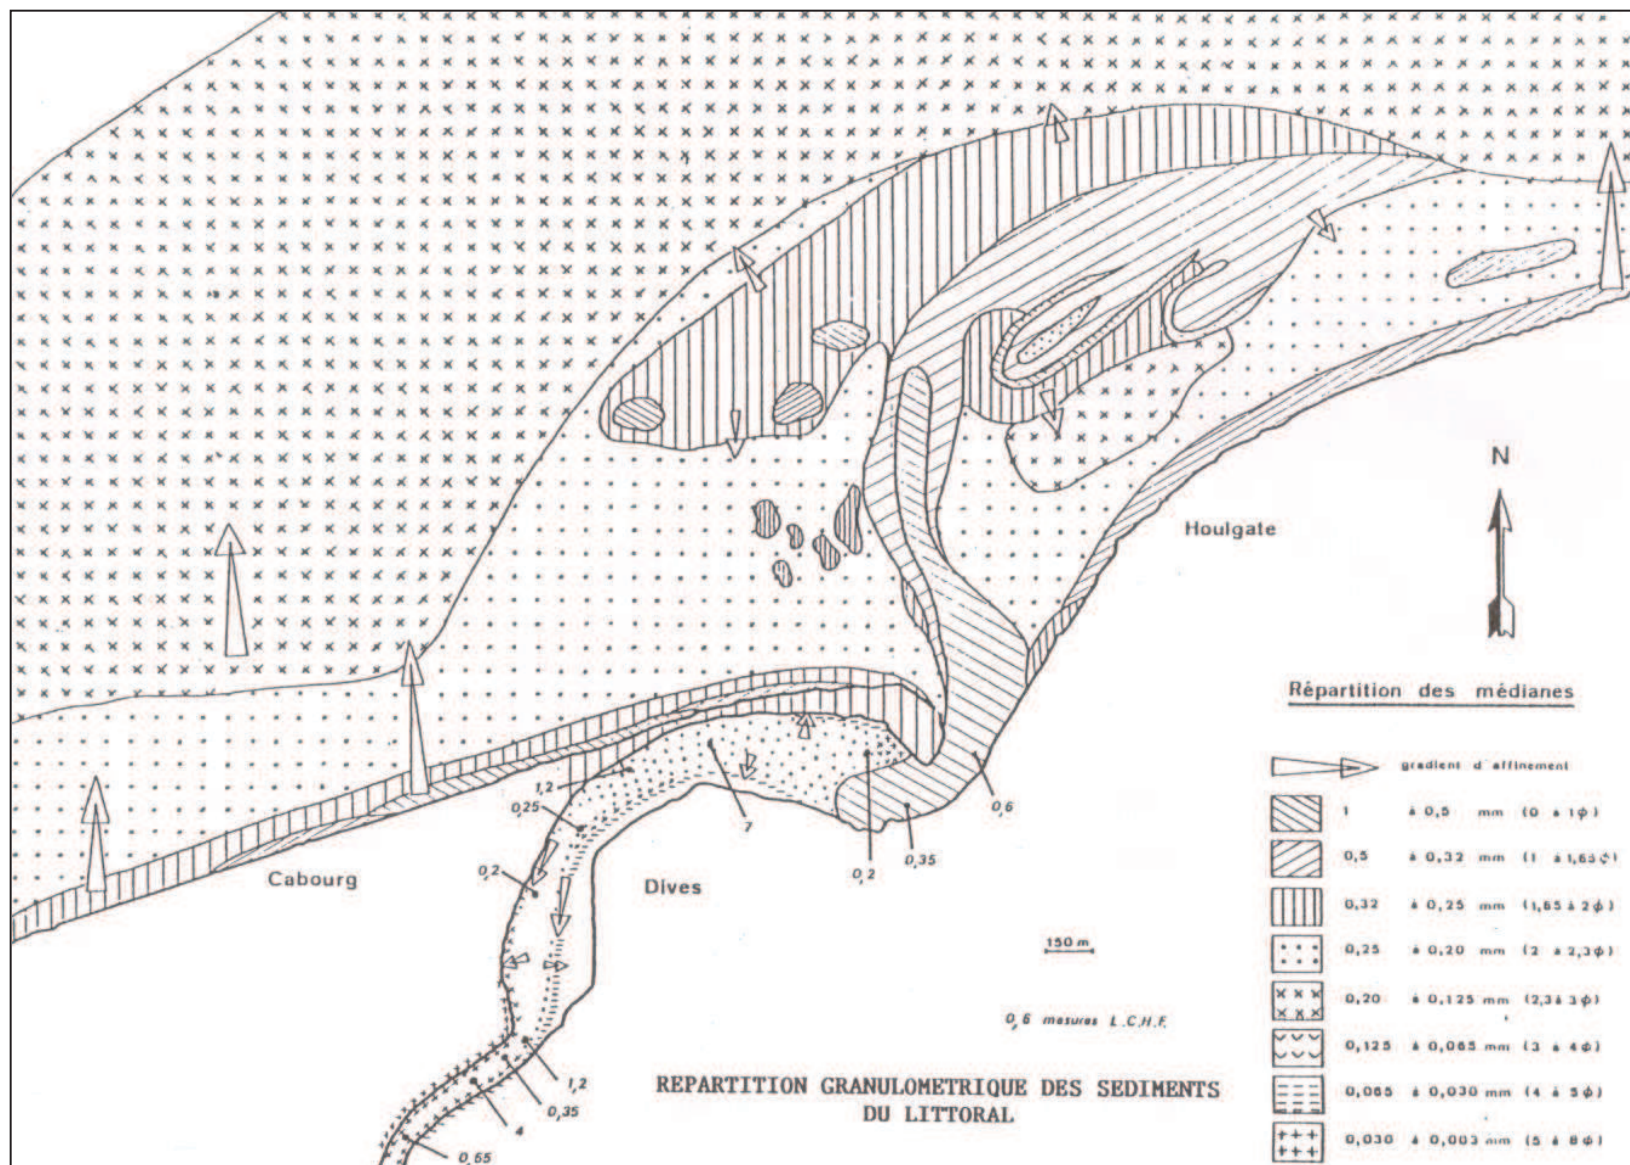 N
Houlgate
Répartition des médianes
gradient d'affinement
1 à 0,5 mm (0 à 1φ)
0,5 à 0,32 mm (1 à 1,65φ)
0,32 à 0,25 mm (1,65 à 2φ)
0,25 à 0,20 mm (2 à 2,3φ)
0,20 à 0,125 mm (2,3 à 3φ)
0,125 à 0,065 mm (3 à 4φ)
0,065 à 0,030 mm (4 à 5φ)
0,030 à 0,003 mm (5 à 8φ)
1,2
0,25
7
0,6
0,2
0,35
0,2
Cabourg
Dives
150 m
0,6 mesures L.C.H.F.
1,2
0,35
4
0,65
REPARTITION GRANULOMETRIQUE DES SEDIMENTS
DU LITTORAL